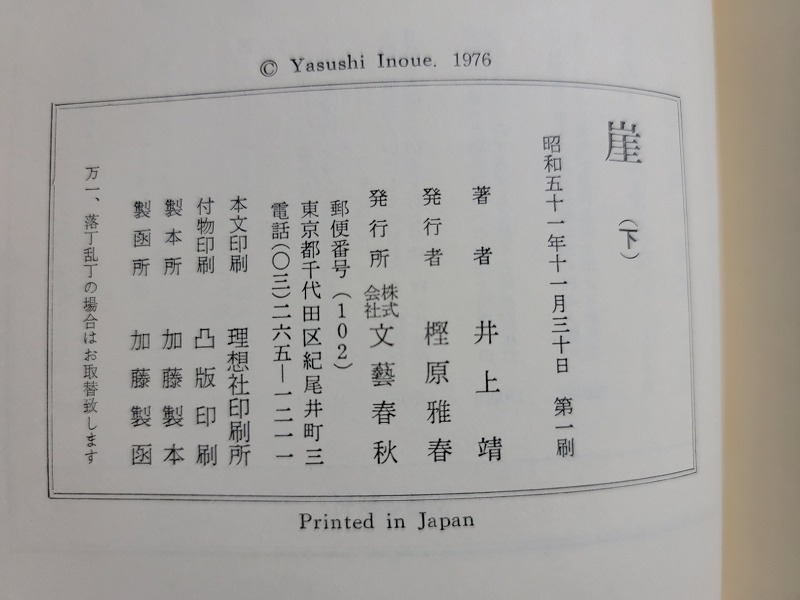 © Yasushi Inoue. 1976
崖（下）
昭和五十一年十一月三十日　第一刷
著者　井上靖
発行者　樫原雅春
発行所　株式会社文藝春秋
郵便番号（102）
東京都千代田区紀尾井町三
電話(〇三)二六五―一二一一
本文印刷　理想社印刷所
付物印刷　凸版印刷
製本所　加藤製本
製函所　加藤製函
万一、落丁乱丁の場合はお取替致します
Printed in Japan